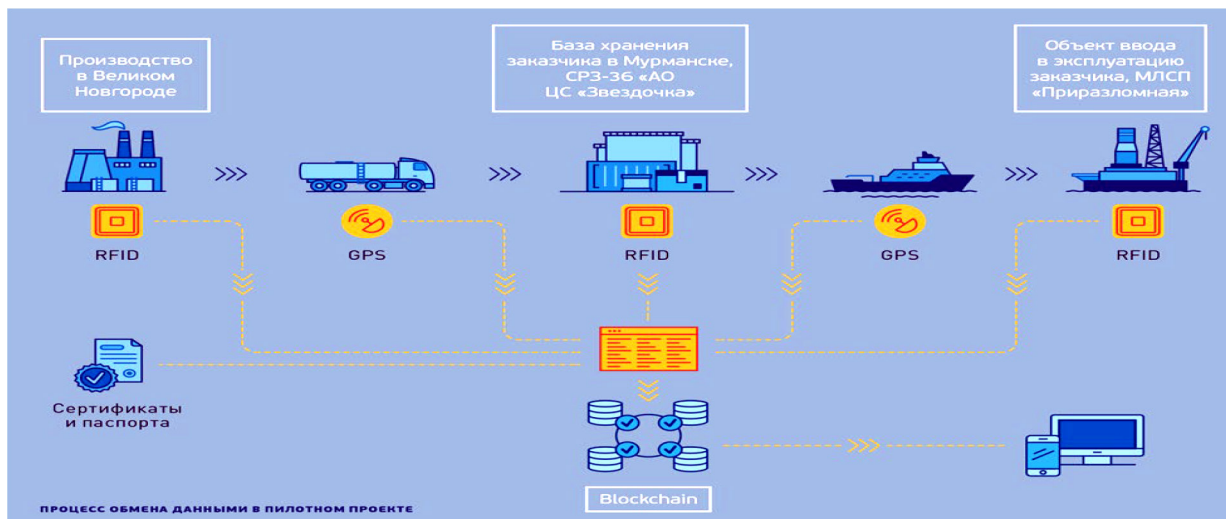 Производство
в Великом
Новгороде
База хранения
заказчика в Мурманске,
СРЗ-36 «АО
ЦС «Звездочка»
Объект ввода
в эксплуатацию
заказчика, МЛСП
«Приразломная»
RFID
GPS
RFID
GPS
RFID
Сертификаты
и паспорта
Blockchain
ПРОЦЕСС ОБМЕНА ДАННЫМИ В ПИЛОТНОМ ПРОЕКТЕ